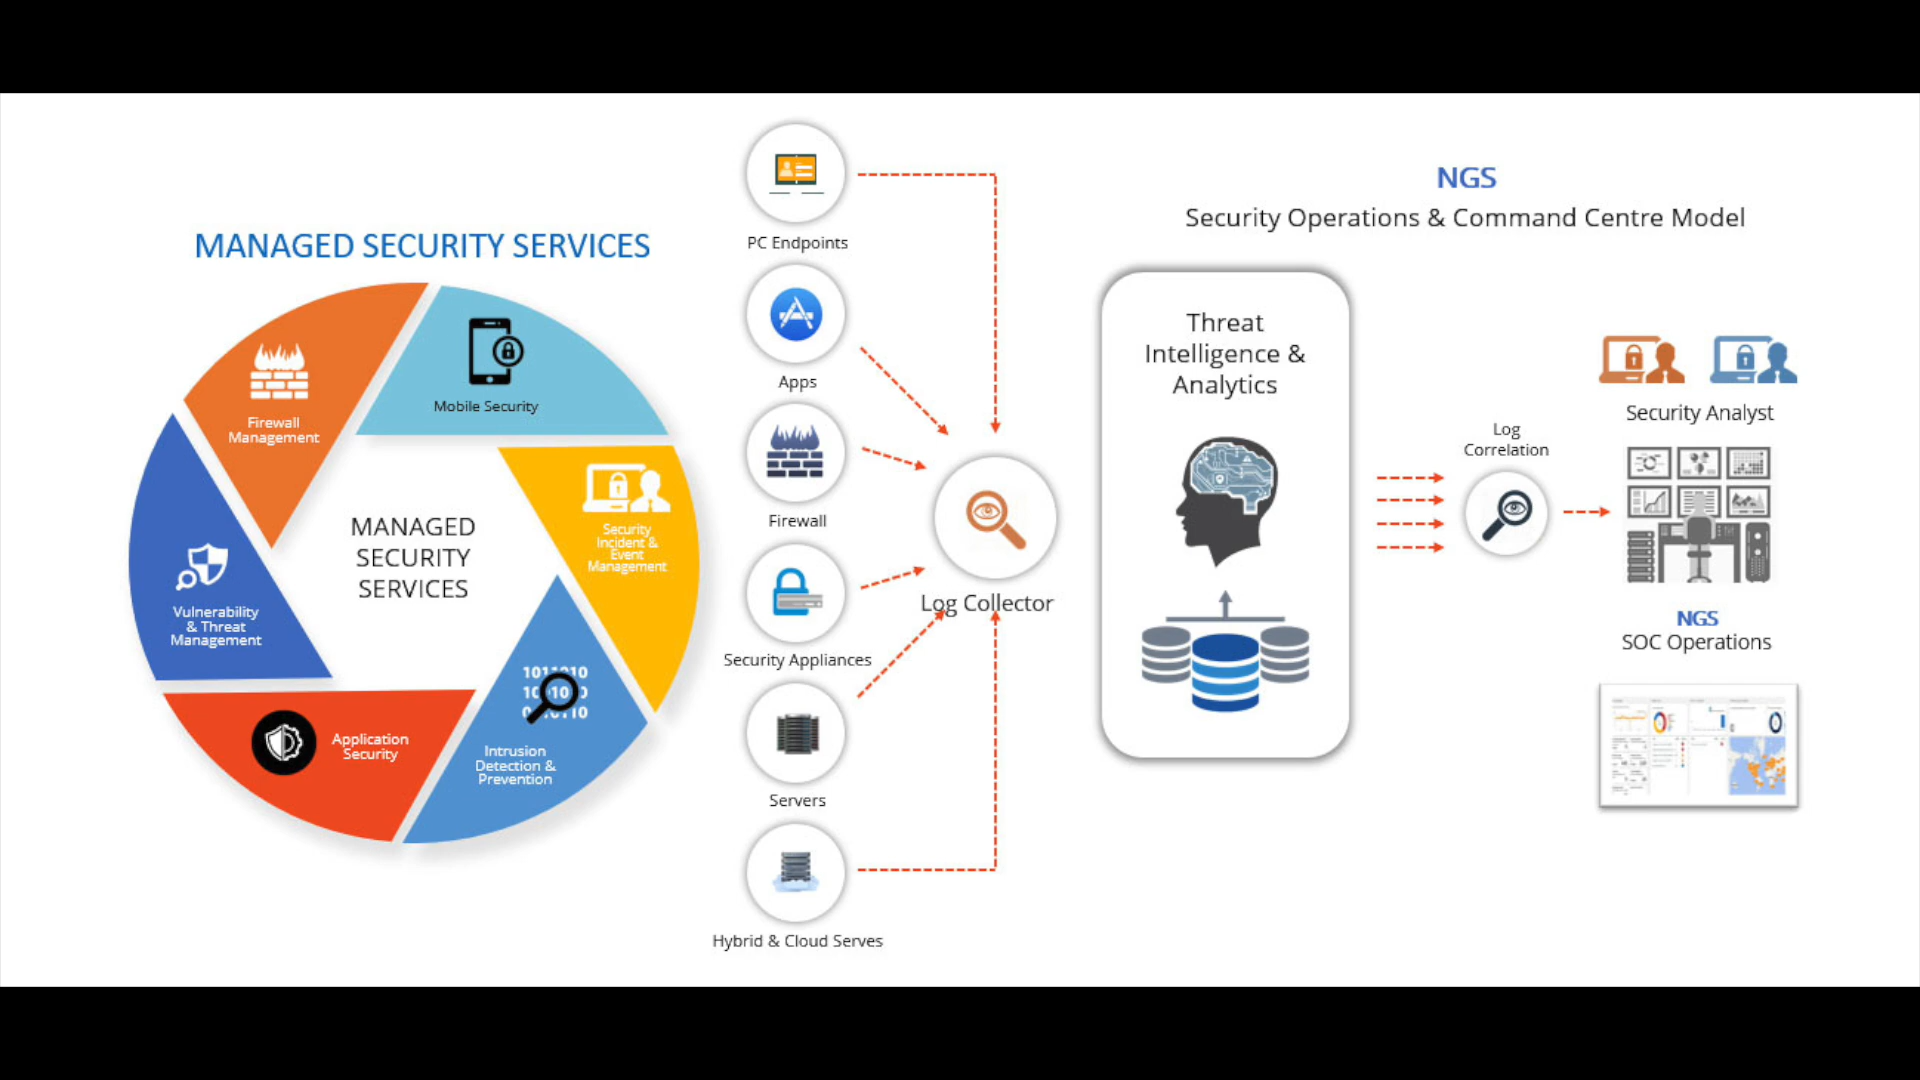 MANAGED SECURITY SERVICES
Firewall
Management
Mobile Security
Security
Incident &
Event
Management
Vulnerability
& Threat
Management
MANAGED
SECURITY
SERVICES
Application
Security
Intrusion
Detection &
Prevention
PC Endpoints
Apps
Firewall
Security Appliances
Servers
Hybrid & Cloud Serves
Log Collector
NGS
Security Operations & Command Centre Model
Threat
Intelligence &
Analytics
Log
Correlation
Security Analyst
NGS
SOC Operations